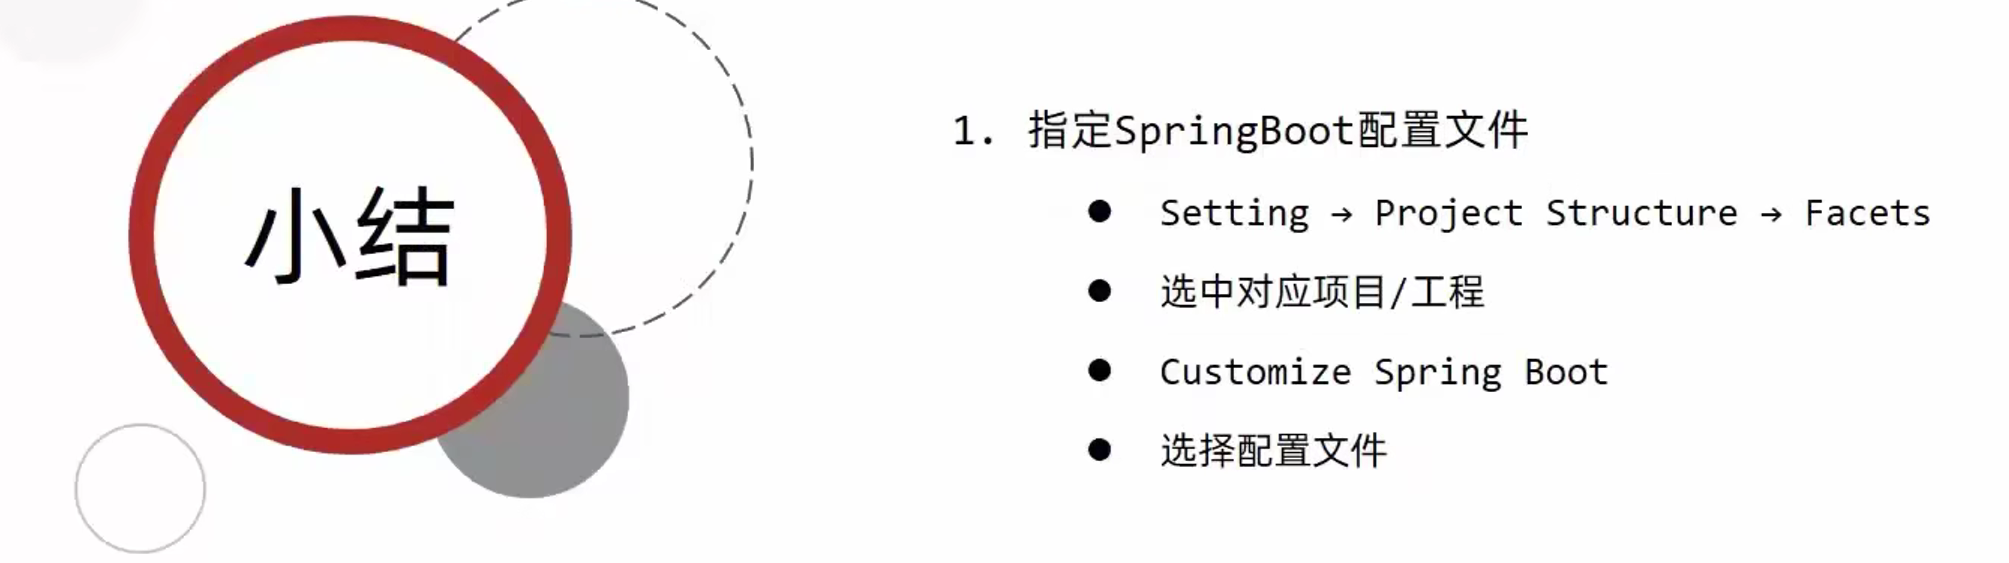 小结
1. 指定SpringBoot配置文件
● Setting → Project Structure → Facets
● 选中对应项目/工程
● Customize Spring Boot
● 选择配置文件